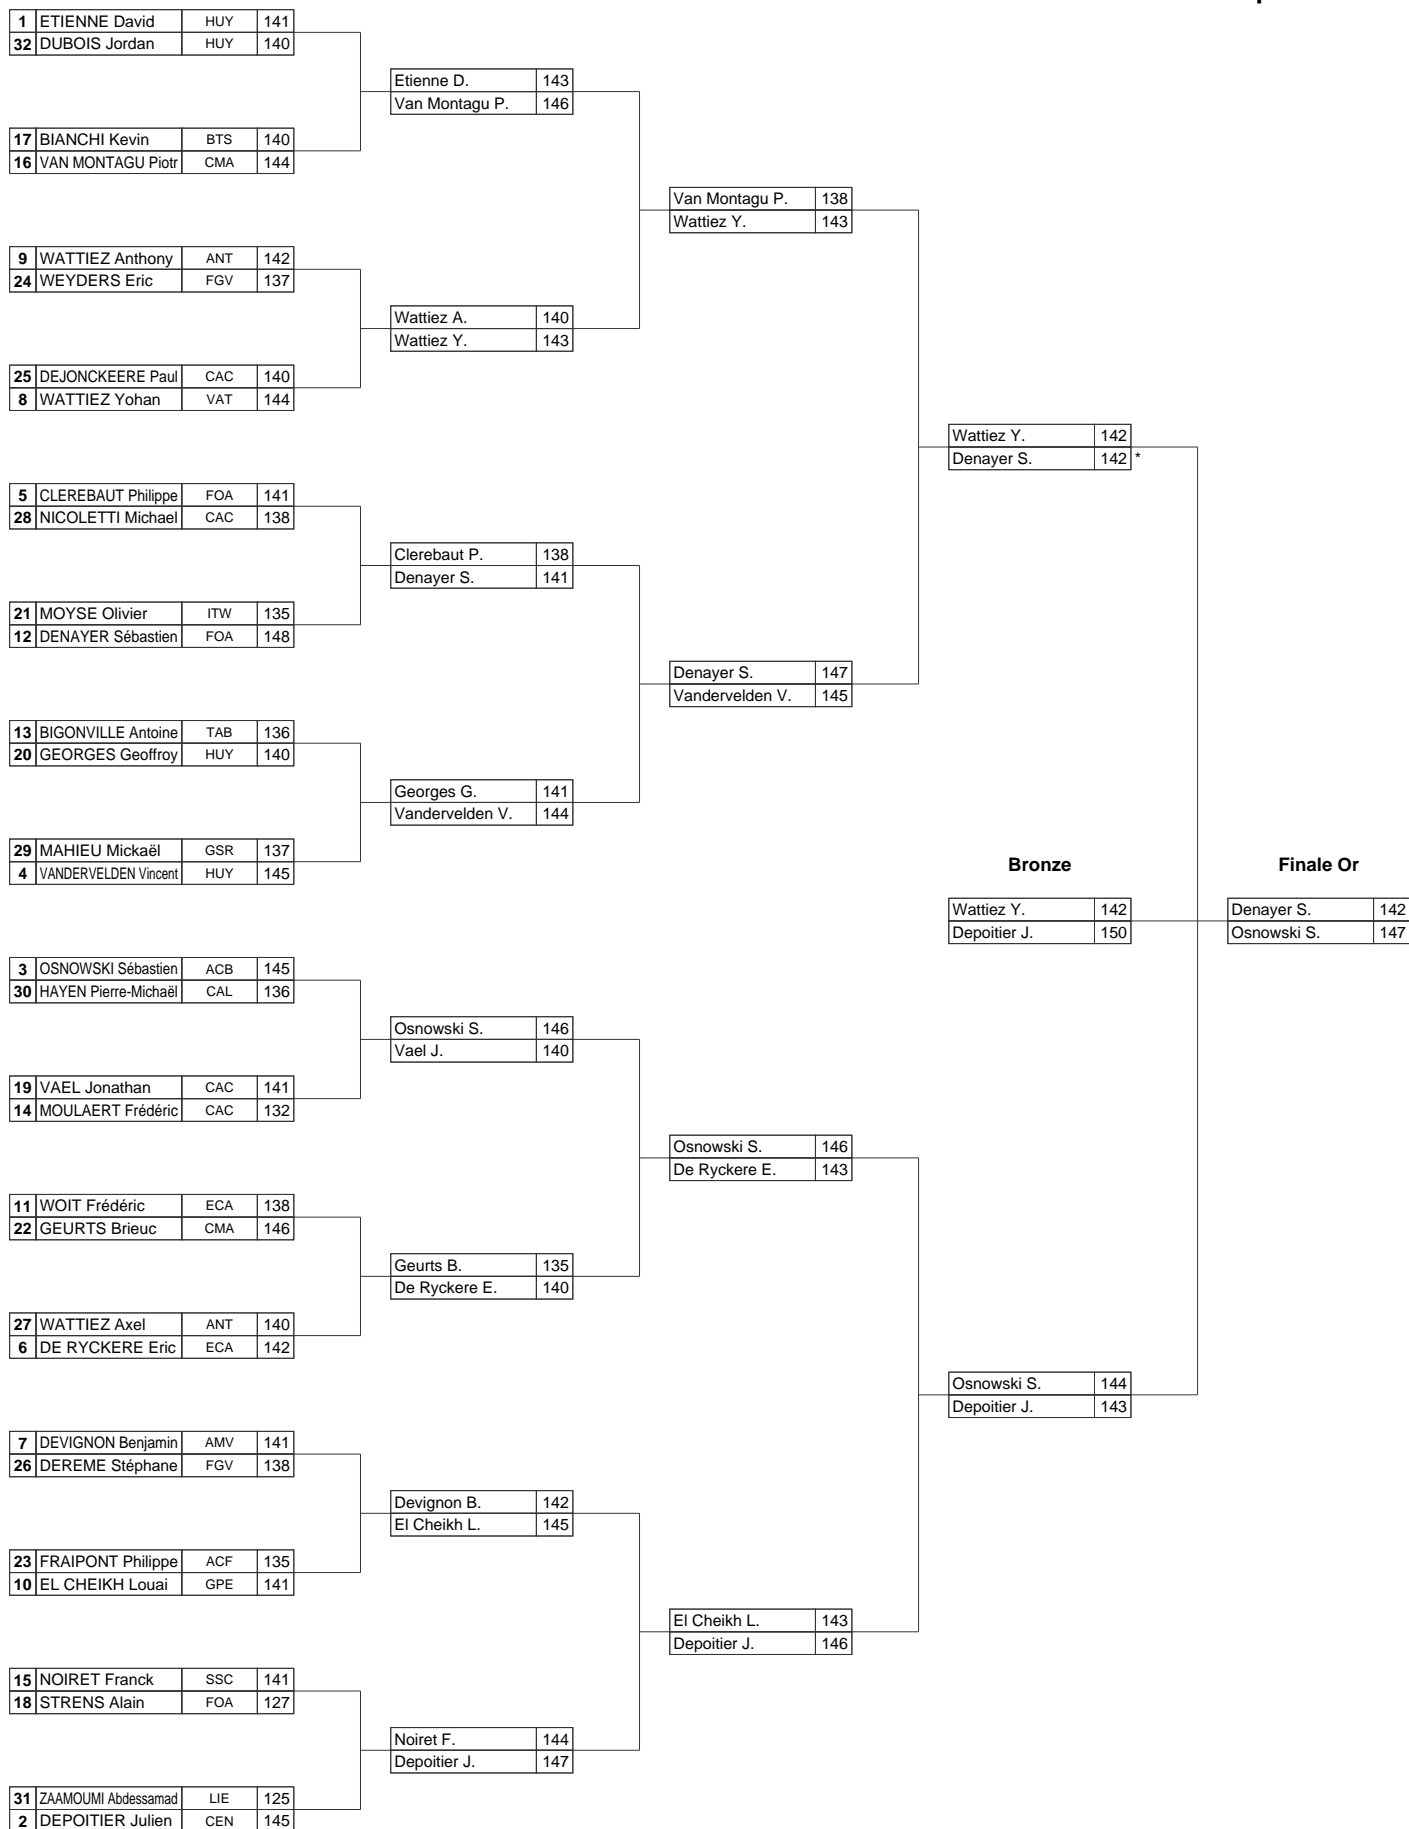 1 ETIENNE David HUY 141
32 DUBOIS Jordan HUY 140
Etienne D. 143
Van Montagu P. 146
17 BIANCHI Kevin BTS 140
16 VAN MONTAGU Piotr CMA 144
Van Montagu P. 138
Wattiez Y. 143
9 WATTIEZ Anthony ANT 142
24 WEYDERS Eric FGV 137
Wattiez A. 140
Wattiez Y. 143
25 DEJONCKEERE Paul CAC 140
8 WATTIEZ Yohan VAT 144
Wattiez Y. 142
Denayer S. 142 *
5 CLEREBAUT Philippe FOA 141
28 NICOLETTI Michael CAC 138
Clerebaut P. 138
Denayer S. 141
21 MOYSE Olivier ITW 135
12 DENAYER Sébastien FOA 148
Denayer S. 147
Vandervelden V. 145
13 BIGONVILLE Antoine TAB 136
20 GEORGES Geoffroy HUY 140
Georges G. 141
Vandervelden V. 144
29 MAHIEU Mickaël GSR 137
4 VANDERVELDEN Vincent HUY 145
Bronze Finale Or
Wattiez Y. 142 Denayer S. 142
Depoitier J. 150 Osnowski S. 147
3 OSNOWSKI Sébastien ACB 145
30 HAYEN Pierre-Michaël CAL 136
Osnowski S. 146
Vael J. 140
19 VAEL Jonathan CAC 141
14 MOULAERT Frédéric CAC 132
Osnowski S. 146
De Ryckere E. 143
11 WOIT Frédéric ECA 138
22 GEURTS Brieuc CMA 146
Geurts B. 135
De Ryckere E. 140
27 WATTIEZ Axel ANT 140
6 DE RYCKERE Eric ECA 142
Osnowski S. 144
Depoitier J. 143
7 DEVIGNON Benjamin AMV 141
26 DEREME Stéphane FGV 138
Devignon B. 142
El Cheikh L. 145
23 FRAIPONT Philippe ACF 135
10 EL CHEIKH Louai GPE 141
El Cheikh L. 143
Depoitier J. 146
15 NOIRET Franck SSC 141
18 STRENS Alain FOA 127
Noiret F. 144
Depoitier J. 147
31 ZAAMOUMI Abdessamad LIE 125
2 DEPOITIER Julien CEN 145